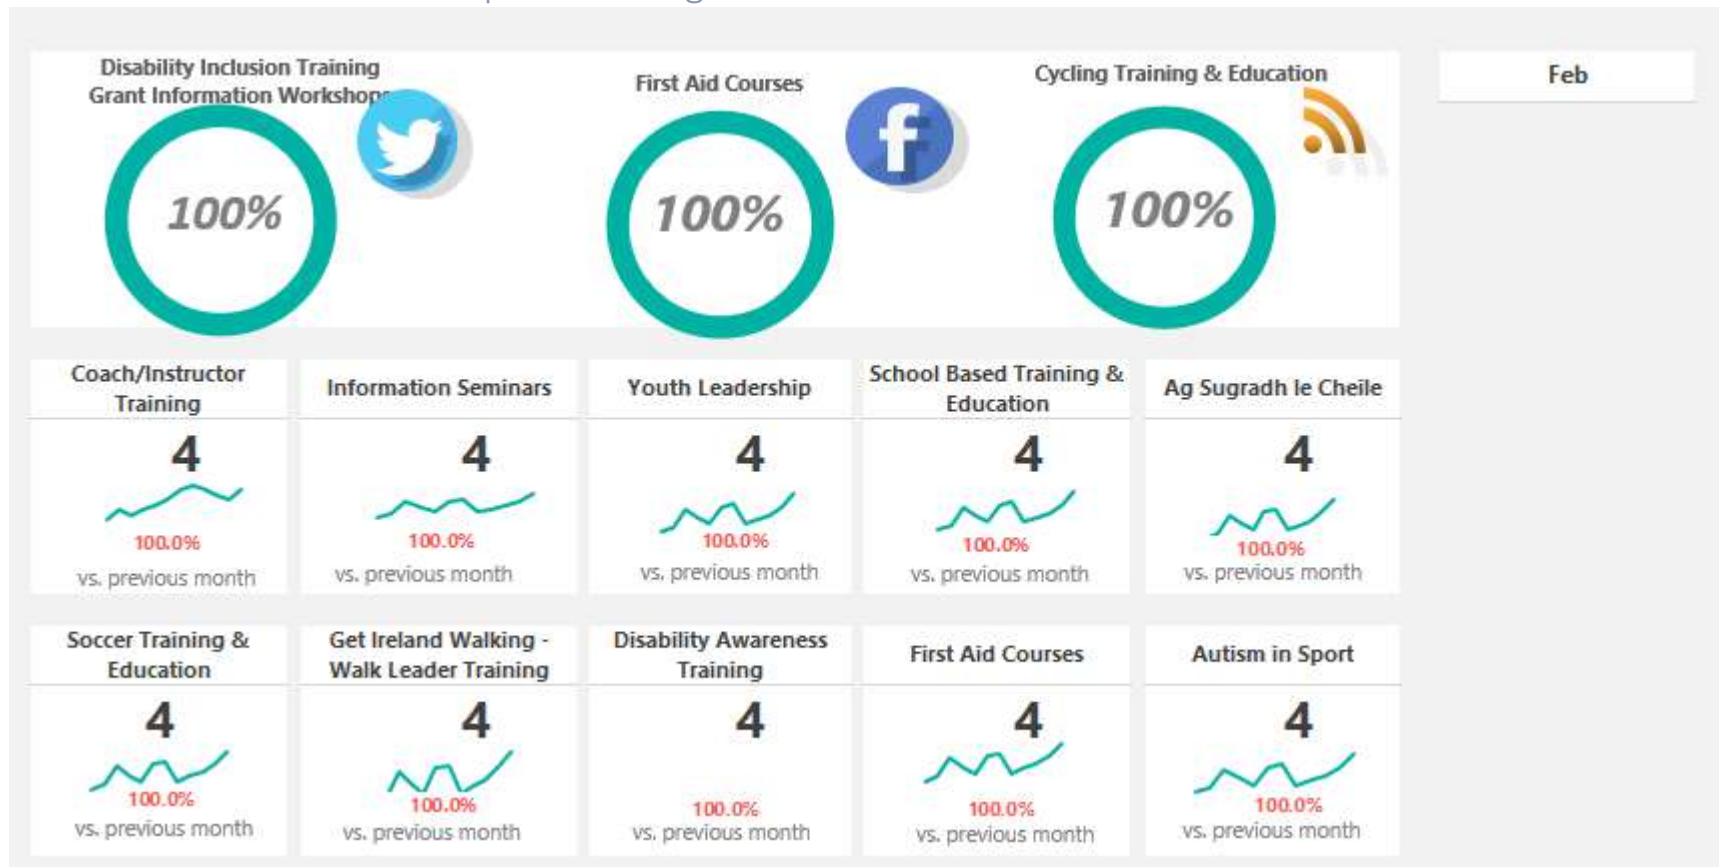 Disability Inclusion Training
Grant Information Workshops
First Aid Courses
Cycling Training & Education
Feb
100%
100%
100%
Coach/Instructor
Training
Information Seminars
Youth Leadership
School Based Training &
Education
Ag Sugradh le Cheile
4
4
4
4
4
100.0%
100.0%
100.0%
100.0%
100.0%
vs. previous month
vs. previous month
vs. previous month
vs. previous month
vs. previous month
Soccer Training &
Education
Get Ireland Walking -
Walk Leader Training
Disability Awareness
Training
First Aid Courses
Autism in Sport
4
4
4
4
4
100.0%
100.0%
100.0%
100.0%
100.0%
vs. previous month
vs. previous month
vs. previous month
vs. previous month
vs. previous month